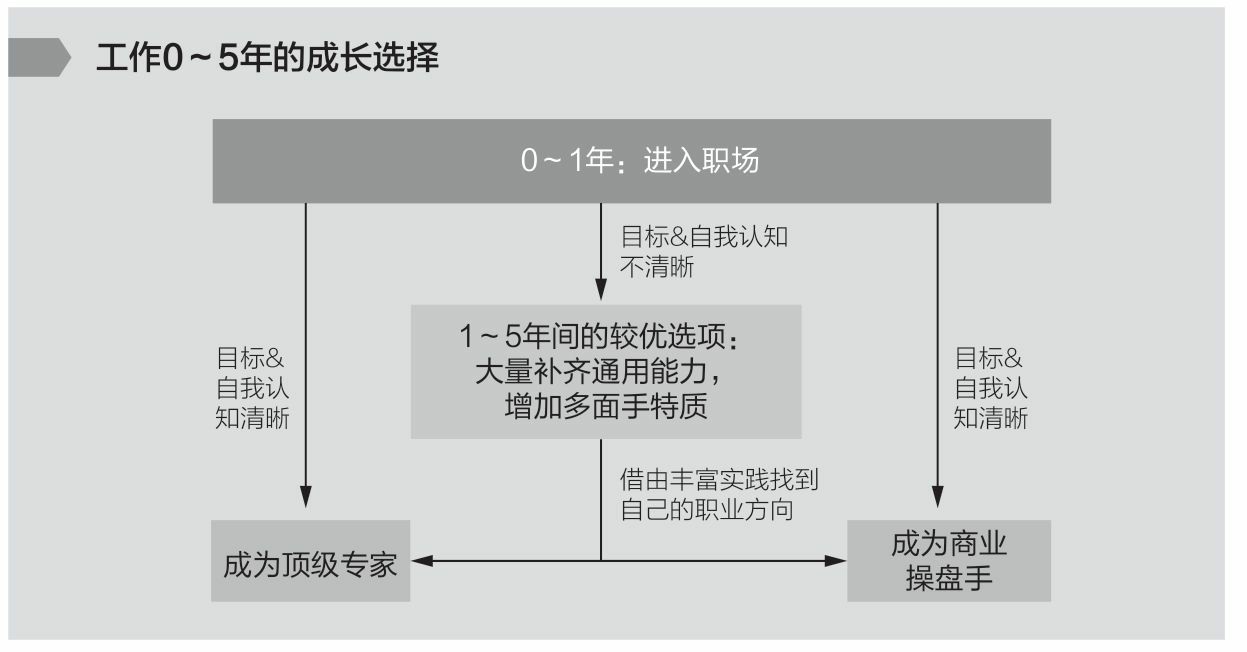 工作0～5年的成长选择
0～1年：进入职场
目标&自我认知
不清晰
1～5年间的较优选项：
大量补齐通用能力，
增加多面手特质
目标&
自我认
知清晰
目标&
自我认
知清晰
借由丰富实践找到
自己的职业方向
成为顶级专家
成为商业
操盘手